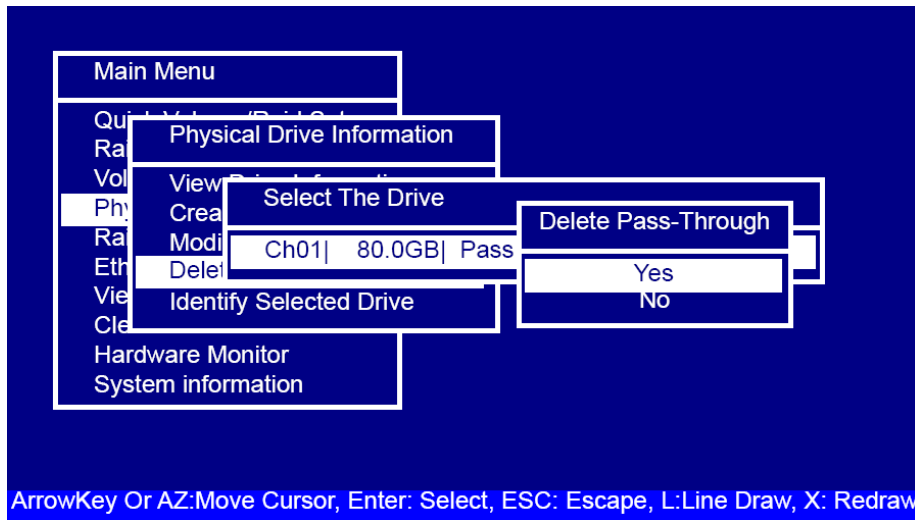 Main Menu
Physical Drive Information
Select The Drive
Delete Pass-Through
View
Ch01| 80.0GB| Pass
Yes
No
Identify Selected Drive
Hardware Monitor
System information
ArrowKey Or AZ:Move Cursor, Enter: Select, ESC: Escape, L:Line Draw, X: Redraw